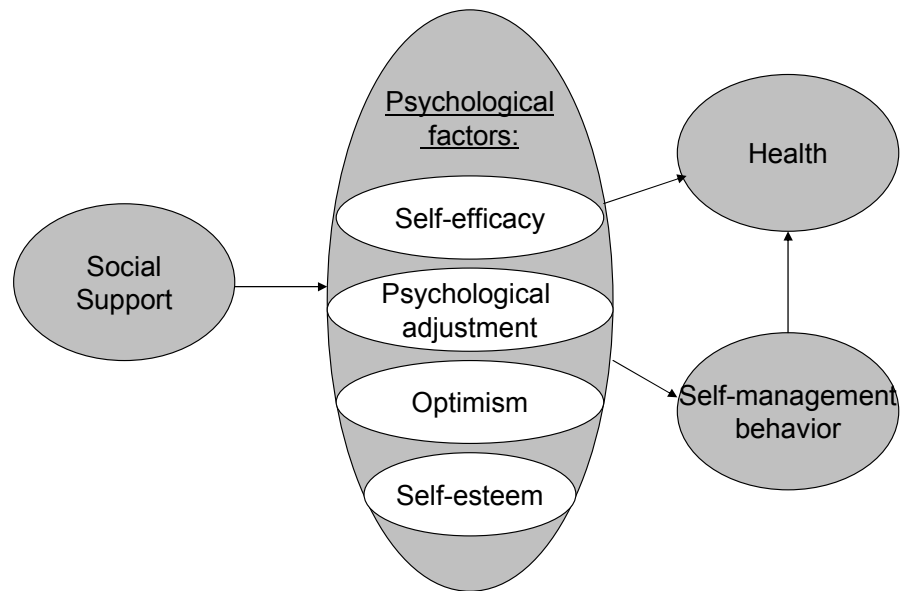 Social
Support
Psychological
factors:
Self-efficacy
Psychological
adjustment
Optimism
Self-esteem
Health
Self-management
behavior